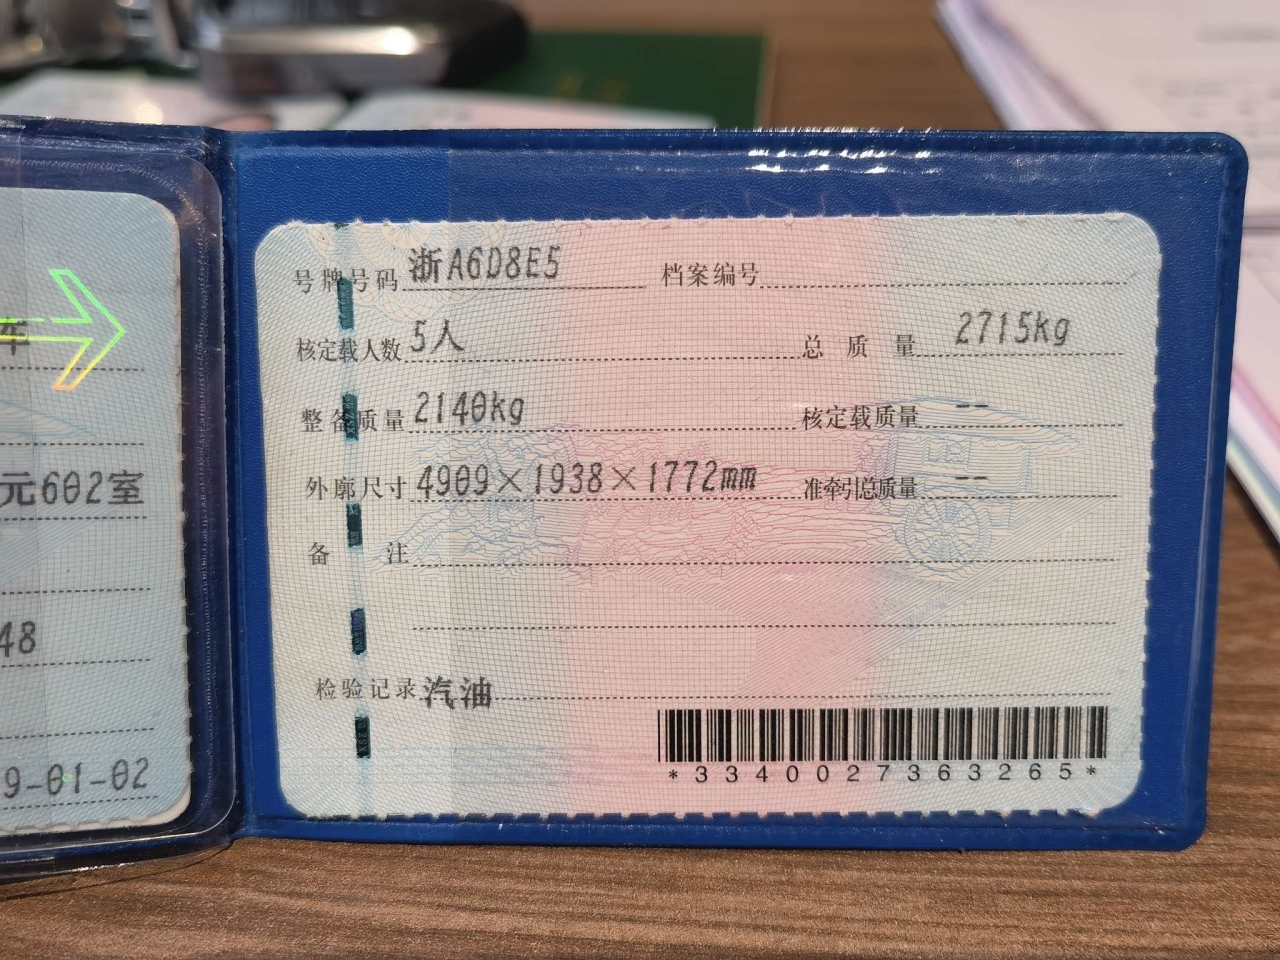 车
元602室
48
9-01-02
号牌号码 浙A6D8E5 档案编号
核定载人数 5人 总质量 2715kg
整备质量 2140kg 核定载质量 --
外廓尺寸 4909×1938×1772mm 准牵引总质量 --
备注
检验记录 汽油
*3340027363265*